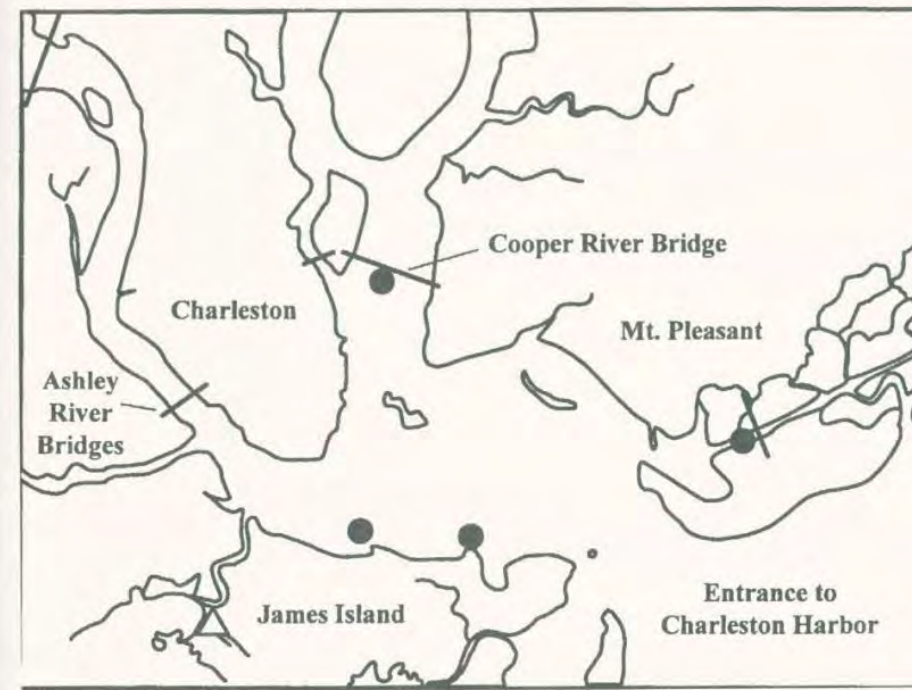 Cooper River Bridge
Charleston
Mt. Pleasant
Ashley
River
Bridges
James Island
Entrance to
Charleston Harbor